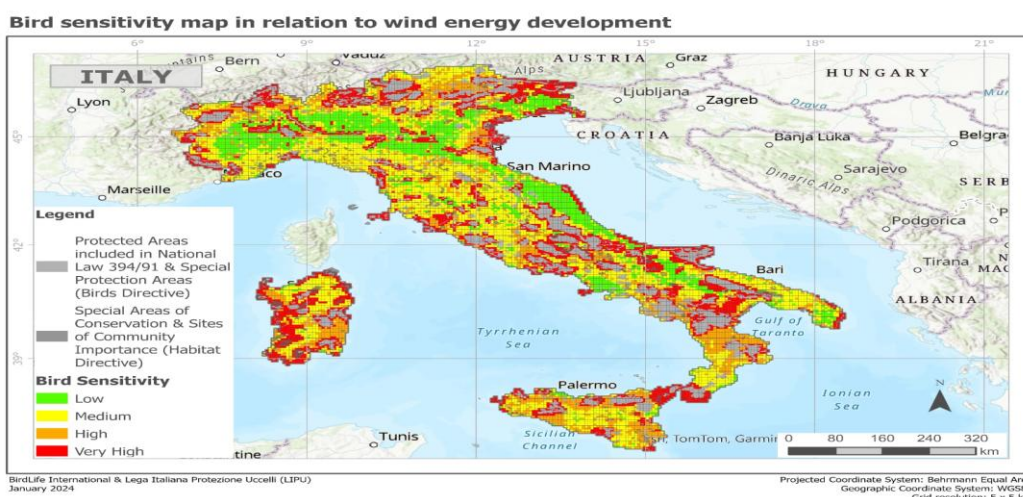 Bird sensitivity map in relation to wind energy development
6° 9° 12° 15° 18° 21°
ITALY
Bern
Vaduz
Alps
AUSTRIA
Graz
HUNGARY
Lyon
Ljubljana
Zagreb
Drava
45°
CROATIA
Banja Luka
Belgra
San Marino
Sarajevo
Dinaric Alps
SERB
Marseille
Podgorica
42°
Tirana
Bari
ALBANIA
Gulf of
Taranto
Tyrrhenian
Sea
39°
Palermo
Ionian
Sea
Sicilian
Channel
Tunis
N
TomTom, Garmin
0 80 160 240 320
km
Legend
Protected Areas
included in National
Law 394/91 & Special
Protection Areas
(Birds Directive)
Special Areas of
Conservation & Sites
of Community
Importance (Habitat
Directive)
Bird Sensitivity
Low
Medium
High
Very High
BirdLife International & Lega Italiana Protezione Uccelli (LIPU)
January 2024
Projected Coordinate System: Behrmann Equal Are
Geographic Coordinate System: WGS